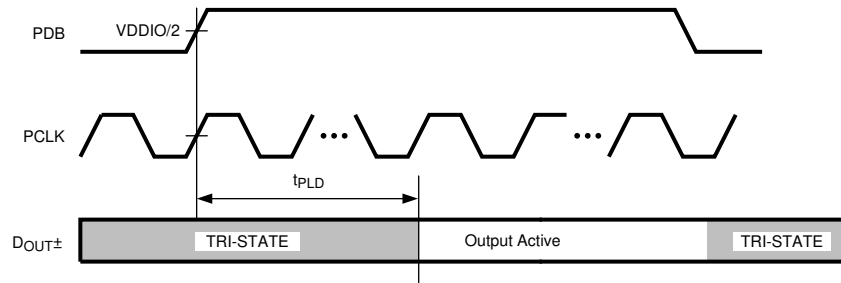 PDB
VDDIO/2
PCLK
•••
•••
tPLD
DOUT±
TRI-STATE
Output Active
TRI-STATE